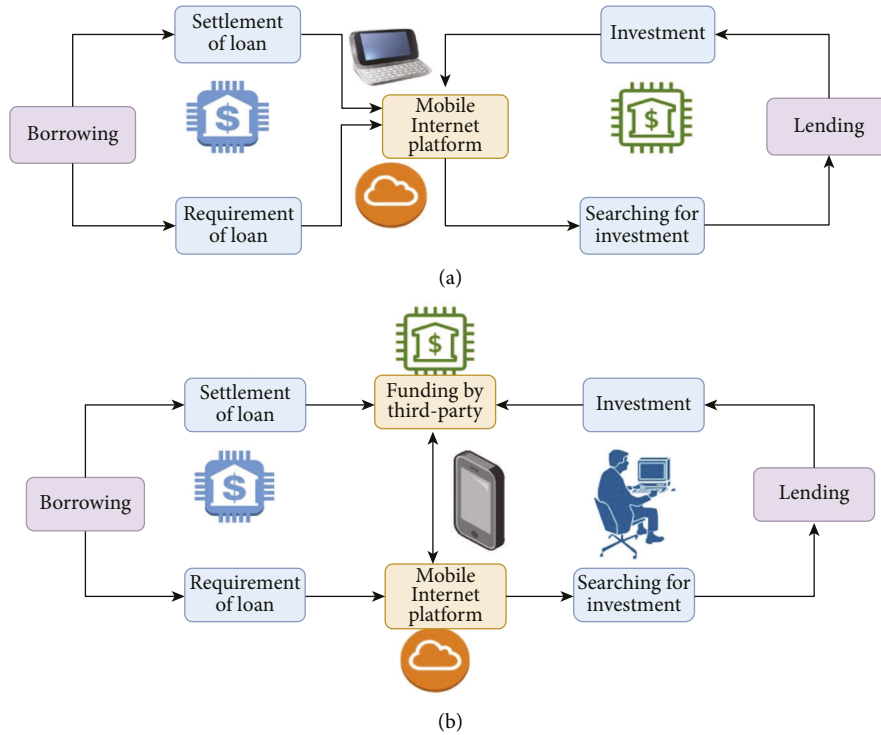 Settlement
of loan
Investment
Borrowing
$
Mobile
Internet
platform
$
Lending
Requirement
of loan
Searching for
investment
(a)
$
Settlement
of loan
Funding by
third-party
Investment
Borrowing
$
Lending
Requirement
of loan
Mobile
Internet
platform
Searching for
investment
(b)